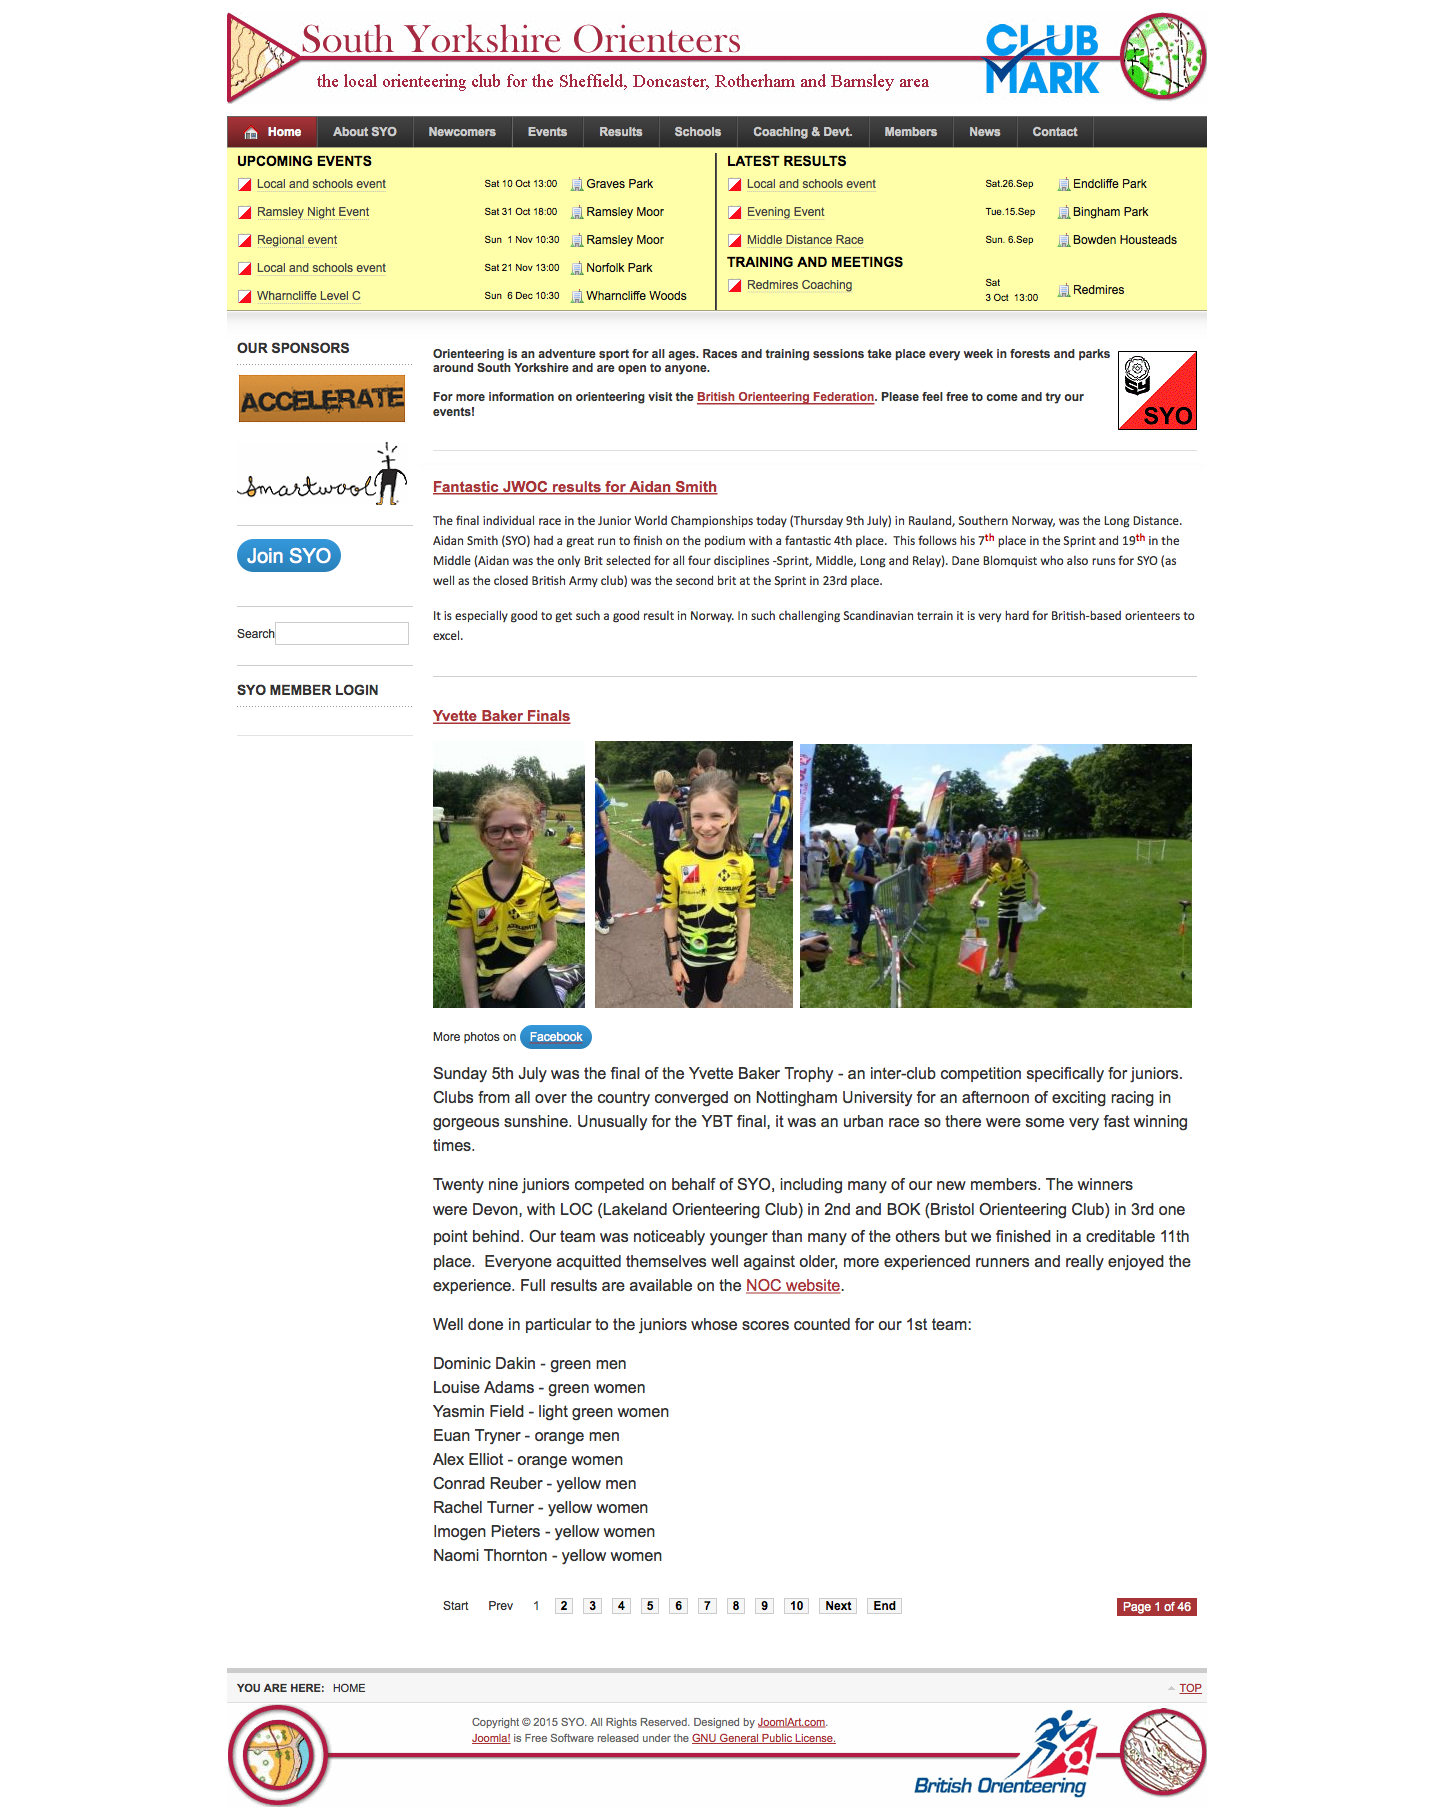 South Yorkshire Orienteers
the local orienteering club for the Sheffield, Doncaster, Rotherham and Barnsley area
CLUB
MARK
Home About SYO Newcomers Events Results Schools Coaching & Devt. Members News Contact
UPCOMING EVENTS
Local and schools event Sat 10 Oct 13:00 Graves Park
Ramsley Night Event Sat 31 Oct 18:00 Ramsley Moor
Regional event Sun 1 Nov 10:30 Ramsley Moor
Local and schools event Sat 21 Nov 13:00 Norfolk Park
Wharncliffe Level C Sun 6 Dec 10:30 Wharncliffe Woods
LATEST RESULTS
Local and schools event Sat.26.Sep Endcliffe Park
Evening Event Tue.15.Sep Bingham Park
Middle Distance Race Sun. 6.Sep Bowden Housteads
TRAINING AND MEETINGS
Redmires Coaching Sat
3 Oct 13:00 Redmires
OUR SPONSORS
ACCELERATE
smartwool
Join SYO
Search
SYO MEMBER LOGIN
Orienteering is an adventure sport for all ages. Races and training sessions take place every week in forests and parks
around South Yorkshire and are open to anyone.
For more information on orienteering visit the British Orienteering Federation. Please feel free to come and try our
events!
SY
SYO
Fantastic JWOC results for Aidan Smith
The final individual race in the Junior World Championships today (Thursday 9th July) in Rauland, Southern Norway, was the Long Distance.
Aidan Smith (SYO) had a great run to finish on the podium with a fantastic 4th place. This follows his 7th place in the Sprint and 19th in the
Middle (Aidan was the only Brit selected for all four disciplines -Sprint, Middle, Long and Relay). Dane Blomquist who also runs for SYO (as
well as the closed British Army club) was the second brit at the Sprint in 23rd place.
It is especially good to get such a good result in Norway. In such challenging Scandinavian terrain it is very hard for British-based orienteers to
excel.
Yvette Baker Finals
ACCELERATE
ACCELERATE
More photos on Facebook
Sunday 5th July was the final of the Yvette Baker Trophy - an inter-club competition specifically for juniors.
Clubs from all over the country converged on Nottingham University for an afternoon of exciting racing in
gorgeous sunshine. Unusually for the YBT final, it was an urban race so there were some very fast winning
times.
Twenty nine juniors competed on behalf of SYO, including many of our new members. The winners
were Devon, with LOC (Lakeland Orienteering Club) in 2nd and BOK (Bristol Orienteering Club) in 3rd one
point behind. Our team was noticeably younger than many of the others but we finished in a creditable 11th
place. Everyone acquitted themselves well against older, more experienced runners and really enjoyed the
experience. Full results are available on the NOC website.
Well done in particular to the juniors whose scores counted for our 1st team:
Dominic Dakin - green men
Louise Adams - green women
Yasmin Field - light green women
Euan Tryner - orange men
Alex Elliot - orange women
Conrad Reuber - yellow men
Rachel Turner - yellow women
Imogen Pieters - yellow women
Naomi Thornton - yellow women
Start Prev 1 2 3 4 5 6 7 8 9 10 Next End
Page 1 of 46
YOU ARE HERE: HOME
TOP
Copyright © 2015 SYO. All Rights Reserved. Designed by JoomlArt.com.
Joomla! is Free Software released under the GNU General Public License.
British Orienteering